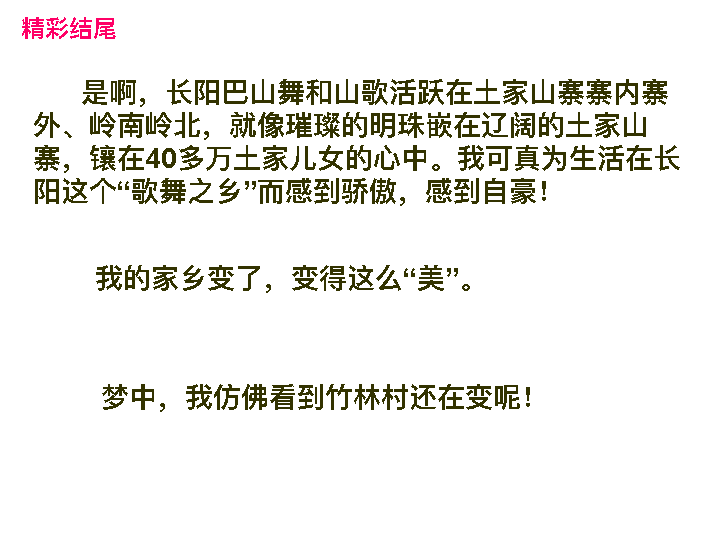 精彩结尾
是啊，长阳巴山舞和山歌活跃在土家山寨寨内寨
外、岭南岭北，就像璀璨的明珠嵌在辽阔的土家山
寨，镶在40多万土家儿女的心中。我可真为生活在长
阳这个“歌舞之乡”而感到骄傲，感到自豪！
我的家乡变了，变得这么“美”。
梦中，我仿佛看到竹林村还在变呢！